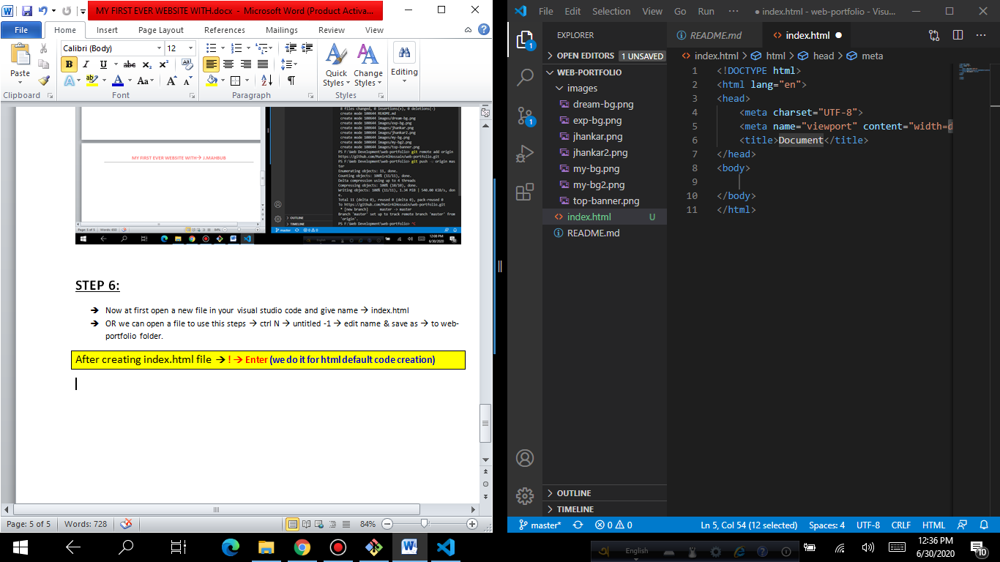 MY FIRST EVER WEBSITE WITH.docx - Microsoft Word (Product Activa...
File Home Insert Page Layout References Mailings Review View
Calibri (Body) 12
Paste
B I U abc x₂ x² Aa A A
Quick Styles Change Styles Editing
Clipboard Font Paragraph Styles
8 files changed, 0 insertions(+), 0 deletions(-)
create mode 100644 README.md
create mode 100644 images/dream-bg.png
create mode 100644 images/exp-bg.png
create mode 100644 images/jhankar.png
create mode 100644 images/jhankar2.png
create mode 100644 images/my-bg.png
create mode 100644 images/my-bg2.png
create mode 100644 images/top-banner.png
PS F:\Web Development\web-portfolio> git remote add origin
https://github.com/MunirAlHossain/web-portfolio.git
PS F:\Web Development\web-portfolio> git push -u origin mas
tor
Enumerating objects: 11, done.
Counting objects: 100% (11/11), done.
Delta compression using up to 4 threads
Compressing objects: 100% (10/10), done.
Writing objects: 100% (11/11), 1.34 MiB | 540.00 KiB/s, don
e.
Total 11 (delta 0), reused 0 (delta 0), pack-reused 0
To https://github.com/MunirAlHossain/web-portfolio.git
* [new branch] master -> master
Branch 'master' set up to track remote branch 'master' from
'origin'.
PS F:\Web Development\web-portfolio> ^C
MY FIRST EVER WEBSITE WITH→ J.MAHBUB
OUTLINE
TIMELINE
master 0 0
12:08 PM
6/30/2020
STEP 6:
➔ Now at first open a new file in your visual studio code and give name → index.html
➔ OR we can open a file to use this steps → ctrl N → untitled -1 → edit name & save as → to web-
portfolio folder.
After creating index.html file ➔ ! → Enter (we do it for html default code creation)
Page: 5 of 5 Words: 728 84%
File Edit Selection View Go Run ··· ● index.html - web-portfolio - Visu...
EXPLORER
OPEN EDITORS 1 UNSAVED
WEB-PORTFOLIO
images
dream-bg.png
exp-bg.png
jhankar.png
jhankar2.png
my-bg.png
my-bg2.png
top-banner.png
index.html U
README.md
OUTLINE
TIMELINE
1
1
README.md index.html ●
index.html > html > head > meta
1 <!DOCTYPE html>
2 <html lang="en">
3 <head>
4 <meta charset="UTF-8">
5 <meta name="viewport" content="width=d
6 <title>Document</title>
7 </head>
8 <body>
9
10 </body>
11 </html>
master* 0 0 Ln 5, Col 54 (12 selected) Spaces: 4 UTF-8 CRLF HTML
English
12:36 PM
6/30/2020
10